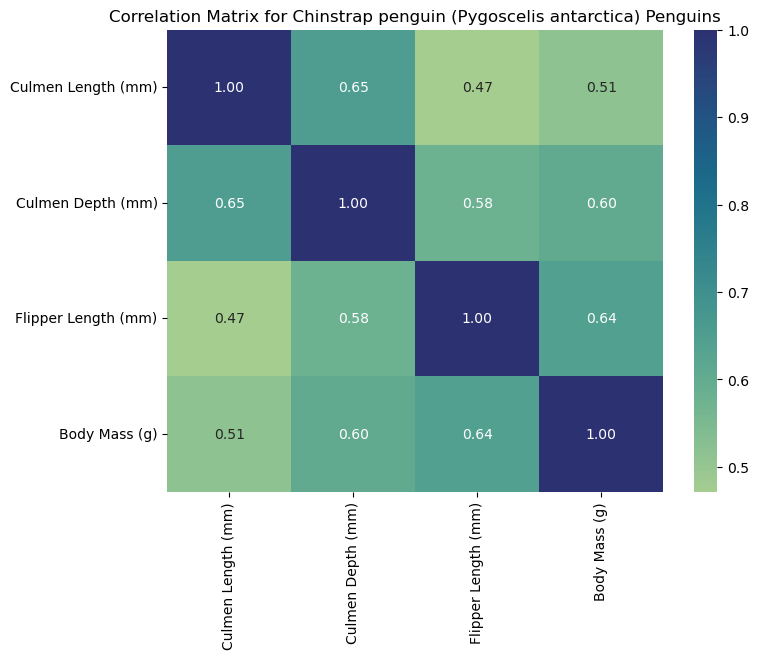 Correlation Matrix for Chinstrap penguin (Pygoscelis antarctica) Penguins
Culmen Length (mm)
1.00
0.65
0.47
0.51
Culmen Depth (mm)
0.65
1.00
0.58
0.60
Flipper Length (mm)
0.47
0.58
1.00
0.64
Body Mass (g)
0.51
0.60
0.64
1.00
Culmen Length (mm)
Culmen Depth (mm)
Flipper Length (mm)
Body Mass (g)
1.0
0.9
0.8
0.7
0.6
0.5